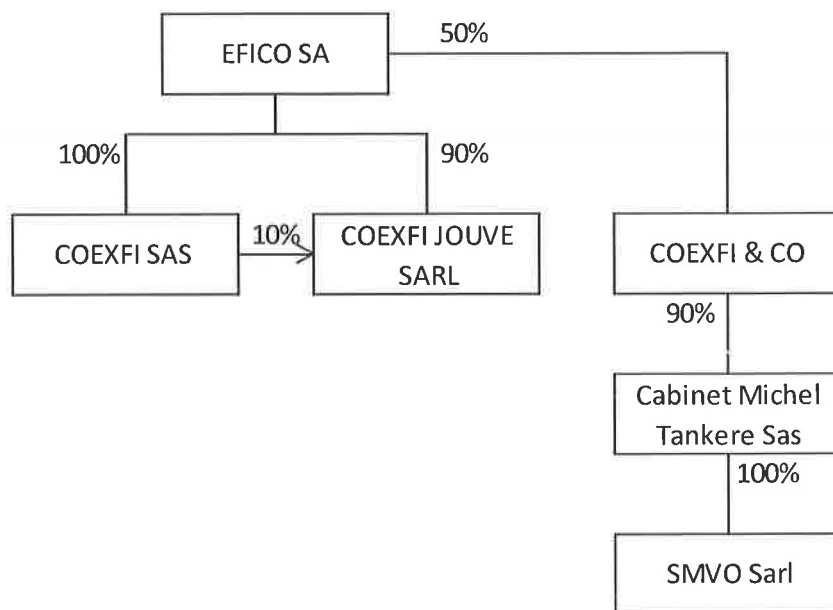 EFICO SA
50%
100%
90%
COEXFI SAS
10%
COEXFI JOUVE
SARL
COEXFI & CO
90%
Cabinet Michel
Tankere Sas
100%
SMVO Sarl